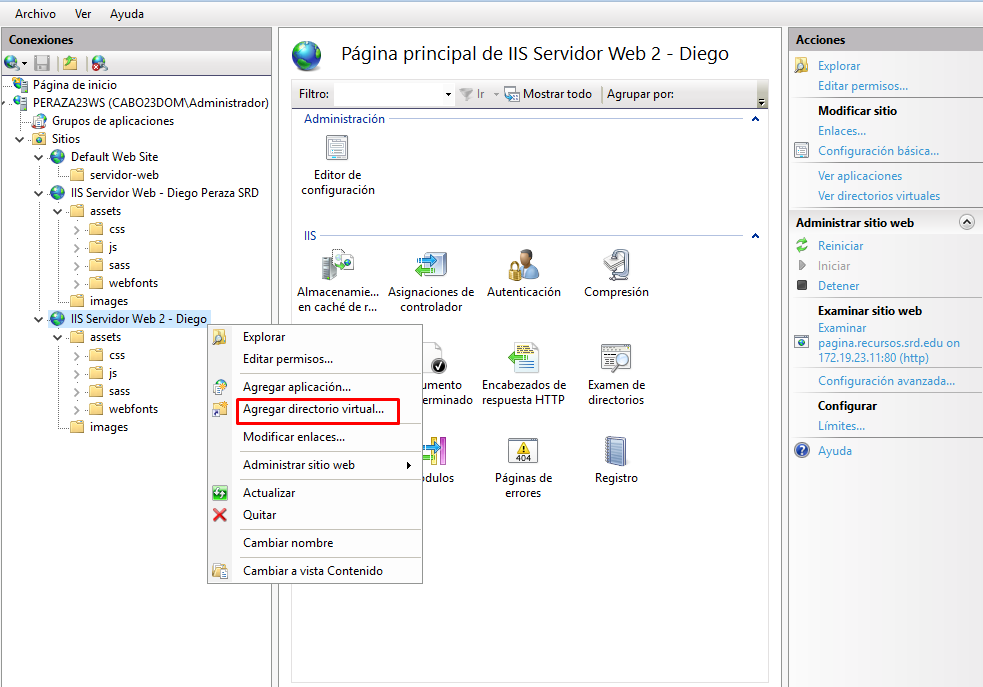 Archivo Ver Ayuda
Conexiones
Página de inicio
PERAZA23WS (CABO23DOM\Administrador)
Grupos de aplicaciones
Sitios
Default Web Site
servidor-web
IIS Servidor Web - Diego Peraza SRD
assets
css
js
sass
webfonts
images
IIS Servidor Web 2 - Diego
assets
css
js
sass
webfonts
images
Explorar
Editar permisos...
Agregar aplicación...
Agregar directorio virtual...
Modificar enlaces...
Administrar sitio web
Actualizar
Quitar
Cambiar nombre
Cambiar a vista Contenido
Página principal de IIS Servidor Web 2 - Diego
Filtro: Ir Mostrar todo Agrupar por:
Administración
Editor de
configuración
IIS
Almacenamie...
en caché de r...
Asignaciones de
controlador
Autenticación
Compresión
umento
erminado
Encabezados de
respuesta HTTP
Examen de
directorios
dulos
404
Páginas de
errores
Registro
Acciones
Explorar
Editar permisos...
Modificar sitio
Enlaces...
Configuración básica...
Ver aplicaciones
Ver directorios virtuales
Administrar sitio web
Reiniciar
Iniciar
Detener
Examinar sitio web
Examinar
pagina.recursos.srd.edu on
172.19.23.11:80 (http)
Configuración avanzada...
Configurar
Límites...
Ayuda